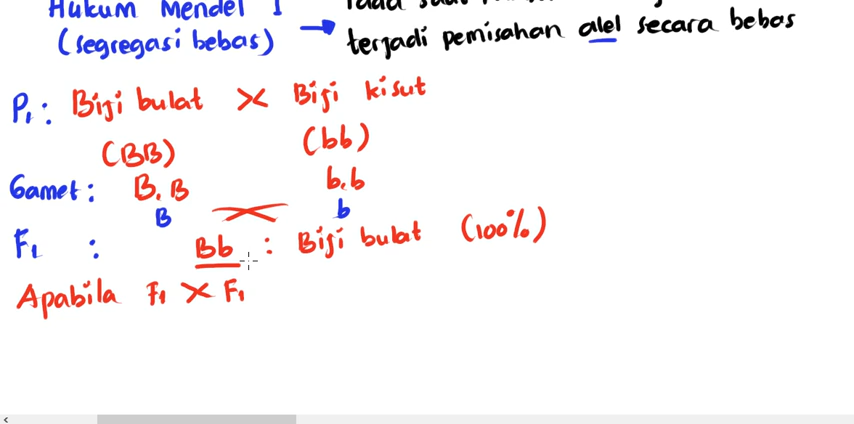 Hukum Mendel I
(segregasi bebas) → terjadi pemisahan alel secara bebas
P1 : Biji bulat × Biji kisut
(BB) (bb)
Gamet : B, B b, b
B b
F1 : Bb : Biji bulat (100%)
Apabila F1 × F1